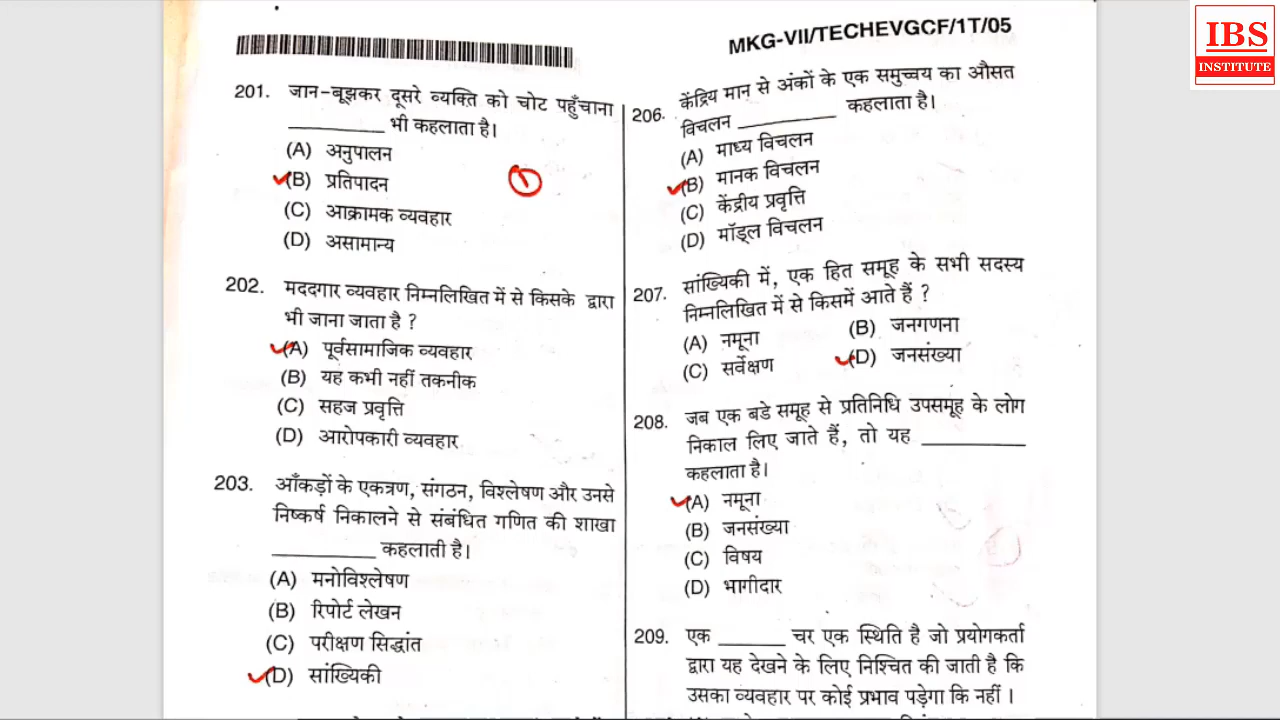 MKG-VII/TECHEVGCF/1T/05
IBS
INSTITUTE
201. जान-बूझकर दूसरे व्यक्ति को चोट पहुँचाना
__________ भी कहलाता है।
(A) अनुपालन
(B) प्रतिपादन
(C) आक्रामक व्यवहार
(D) असामान्य
202. मददगार व्यवहार निम्नलिखित में से किसके द्वारा
भी जाना जाता है ?
(A) पूर्वसामाजिक व्यवहार
(B) यह कभी नहीं तकनीक
(C) सहज प्रवृत्ति
(D) आरोपकारी व्यवहार
203. आँकड़ों के एकत्रण, संगठन, विश्लेषण और उनसे
निष्कर्ष निकालने से संबंधित गणित की शाखा
__________ कहलाती है।
(A) मनोविश्लेषण
(B) रिपोर्ट लेखन
(C) परीक्षण सिद्धांत
(D) सांख्यिकी
206. केंद्रिय मान से अंकों के एक समुच्चय का औसत
विचलन __________ कहलाता है।
(A) माध्य विचलन
(B) मानक विचलन
(C) केंद्रीय प्रवृत्ति
(D) मॉड्ल विचलन
207. सांख्यिकी में, एक हित समूह के सभी सदस्य
निम्नलिखित में से किसमें आते हैं ?
(A) नमूना (B) जनगणना
(C) सर्वेक्षण (D) जनसंख्या
208. जब एक बडे समूह से प्रतिनिधि उपसमूह के लोग
निकाल लिए जाते हैं, तो यह __________
कहलाता है।
(A) नमूना
(B) जनसंख्या
(C) विषय
(D) भागीदार
209. एक _______ चर एक स्थिति है जो प्रयोगकर्ता
द्वारा यह देखने के लिए निश्चित की जाती है कि
उसका व्यवहार पर कोई प्रभाव पड़ेगा कि नहीं ।